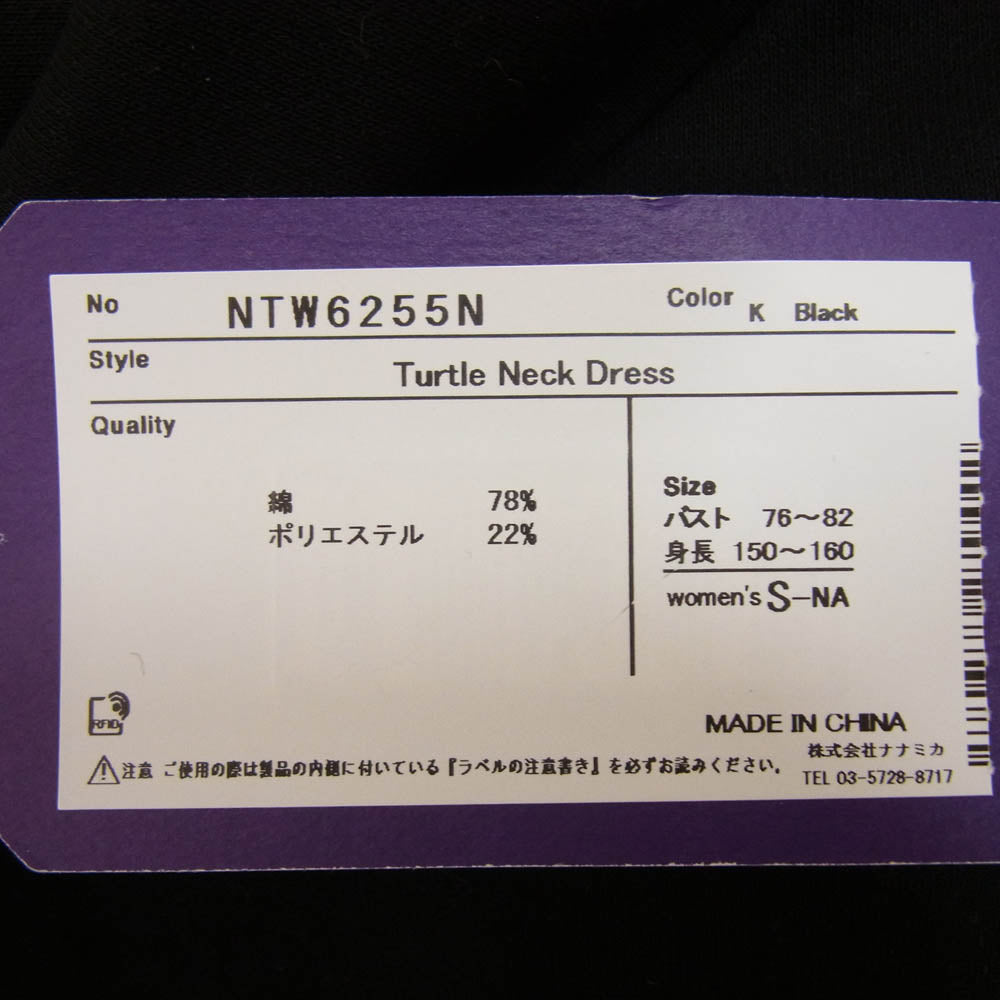 No NTW6255N Color K Black
Style Turtle Neck Dress
Quality
綿 78%
ポリエステル 22%
Size
バスト 76～82
身長 150～160
women's S-NA
RFID
MADE IN CHINA
株式会社ナナミカ
注意 ご使用の際は製品の内側に付いている『ラベルの注意書き』を必ずお読みください。
TEL 03-5728-8717